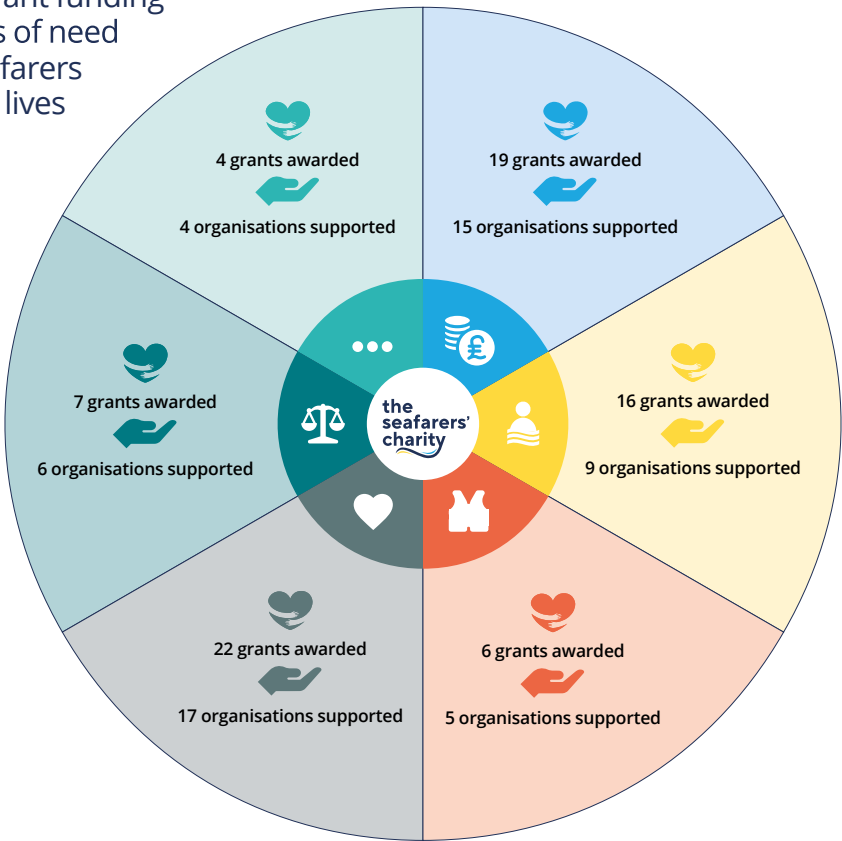 of need
lives
4 grants awarded
4 organisations supported
19 grants awarded
15 organisations supported
7 grants awarded
6 organisations supported
16 grants awarded
9 organisations supported
the
seafarers'
charity
£
22 grants awarded
17 organisations supported
6 grants awarded
5 organisations supported